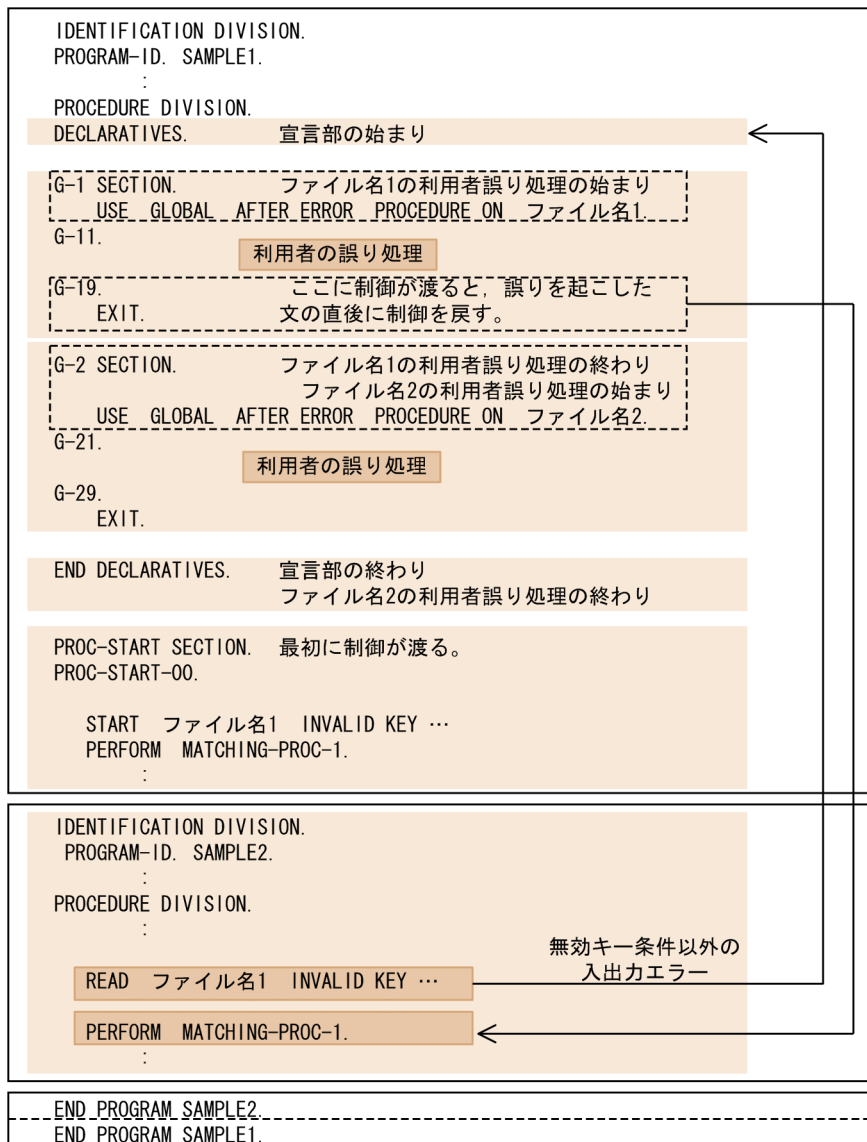 IDENTIFICATION DIVISION.
PROGRAM-ID. SAMPLE1.
:
PROCEDURE DIVISION.
DECLARATIVES. 宣言部の始まり
G-1 SECTION. ファイル名1の利用者誤り処理の始まり
USE GLOBAL AFTER ERROR PROCEDURE ON ファイル名1.
G-11.
利用者の誤り処理
G-19. ここに制御が渡ると，誤りを起こした
EXIT. 文の直後に制御を戻す。
G-2 SECTION. ファイル名1の利用者誤り処理の終わり
ファイル名2の利用者誤り処理の始まり
USE GLOBAL AFTER ERROR PROCEDURE ON ファイル名2.
G-21.
利用者の誤り処理
G-29.
EXIT.
END DECLARATIVES. 宣言部の終わり
ファイル名2の利用者誤り処理の終わり
PROC-START SECTION. 最初に制御が渡る。
PROC-START-00.
START ファイル名1 INVALID KEY …
PERFORM MATCHING-PROC-1.
:
IDENTIFICATION DIVISION.
PROGRAM-ID. SAMPLE2.
:
PROCEDURE DIVISION.
:
無効キー条件以外の
入出力エラー
READ ファイル名1 INVALID KEY …
PERFORM MATCHING-PROC-1.
:
END PROGRAM SAMPLE2.
END PROGRAM SAMPLE1.